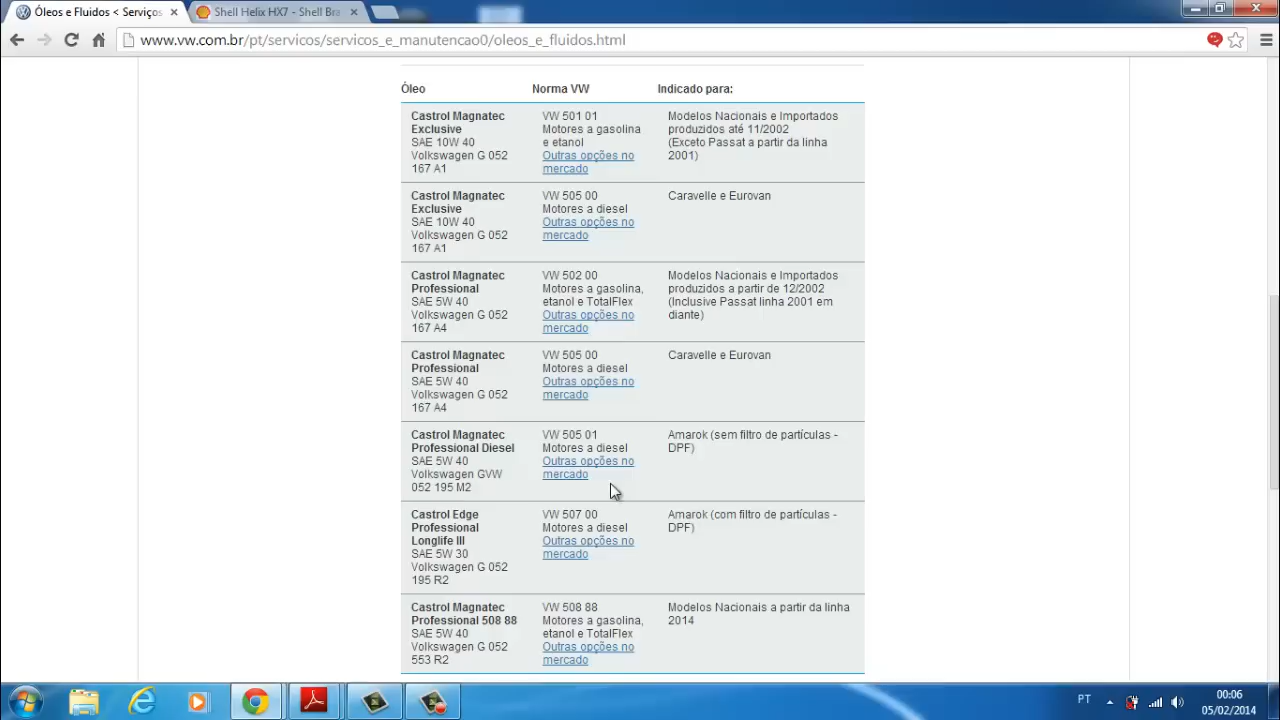 Óleos e Fluidos < Serviços
Shell Helix HX7 - Shell Bra
www.vw.com.br/pt/servicos/servicos_e_manutencao0/oleos_e_fluidos.html
Óleo
Norma VW
Indicado para:
Castrol Magnatec
Exclusive
SAE 10W 40
Volkswagen G 052
167 A1
VW 501 01
Motores a gasolina
e etanol
Outras opções no
mercado
Modelos Nacionais e Importados
produzidos até 11/2002
(Exceto Passat a partir da linha
2001)
Castrol Magnatec
Exclusive
SAE 10W 40
Volkswagen G 052
167 A1
VW 505 00
Motores a diesel
Outras opções no
mercado
Caravelle e Eurovan
Castrol Magnatec
Professional
SAE 5W 40
Volkswagen G 052
167 A4
VW 502 00
Motores a gasolina,
etanol e TotalFlex
Outras opções no
mercado
Modelos Nacionais e Importados
produzidos a partir de 12/2002
(Inclusive Passat linha 2001 em
diante)
Castrol Magnatec
Professional
SAE 5W 40
Volkswagen G 052
167 A4
VW 505 00
Motores a diesel
Outras opções no
mercado
Caravelle e Eurovan
Castrol Magnatec
Professional Diesel
SAE 5W 40
Volkswagen GVW
052 195 M2
VW 505 01
Motores a diesel
Outras opções no
mercado
Amarok (sem filtro de partículas -
DPF)
Castrol Edge
Professional
Longlife III
SAE 5W 30
Volkswagen G 052
195 R2
VW 507 00
Motores a diesel
Outras opções no
mercado
Amarok (com filtro de partículas -
DPF)
Castrol Magnatec
Professional 508 88
SAE 5W 40
Volkswagen G 052
553 R2
VW 508 88
Motores a gasolina,
etanol e TotalFlex
Outras opções no
mercado
Modelos Nacionais a partir da linha
2014
PT
00:06
05/02/2014